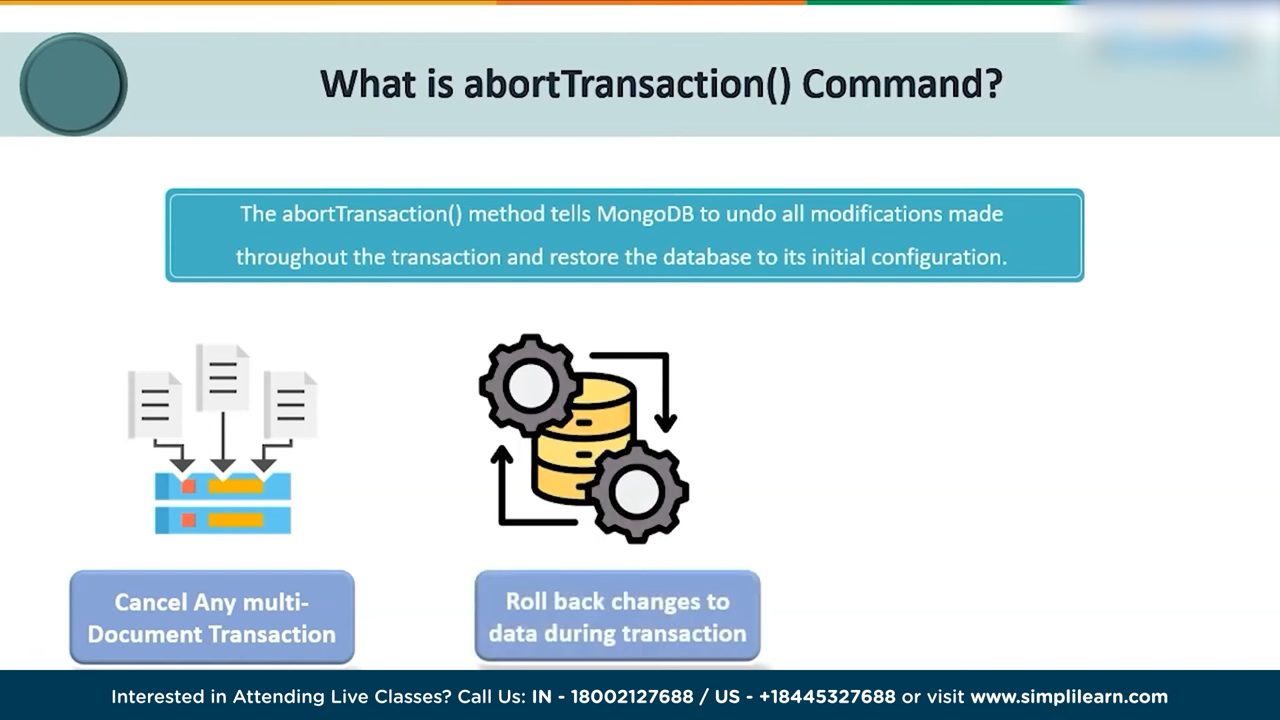 What is abortTransaction() Command?
The abortTransaction() method tells MongoDB to undo all modifications made
throughout the transaction and restore the database to its initial configuration.
Cancel Any multi-
Document Transaction
Roll back changes to
data during transaction
Interested in Attending Live Classes? Call Us: IN - 18002127688 / US - +18445327688 or visit www.simplilearn.com